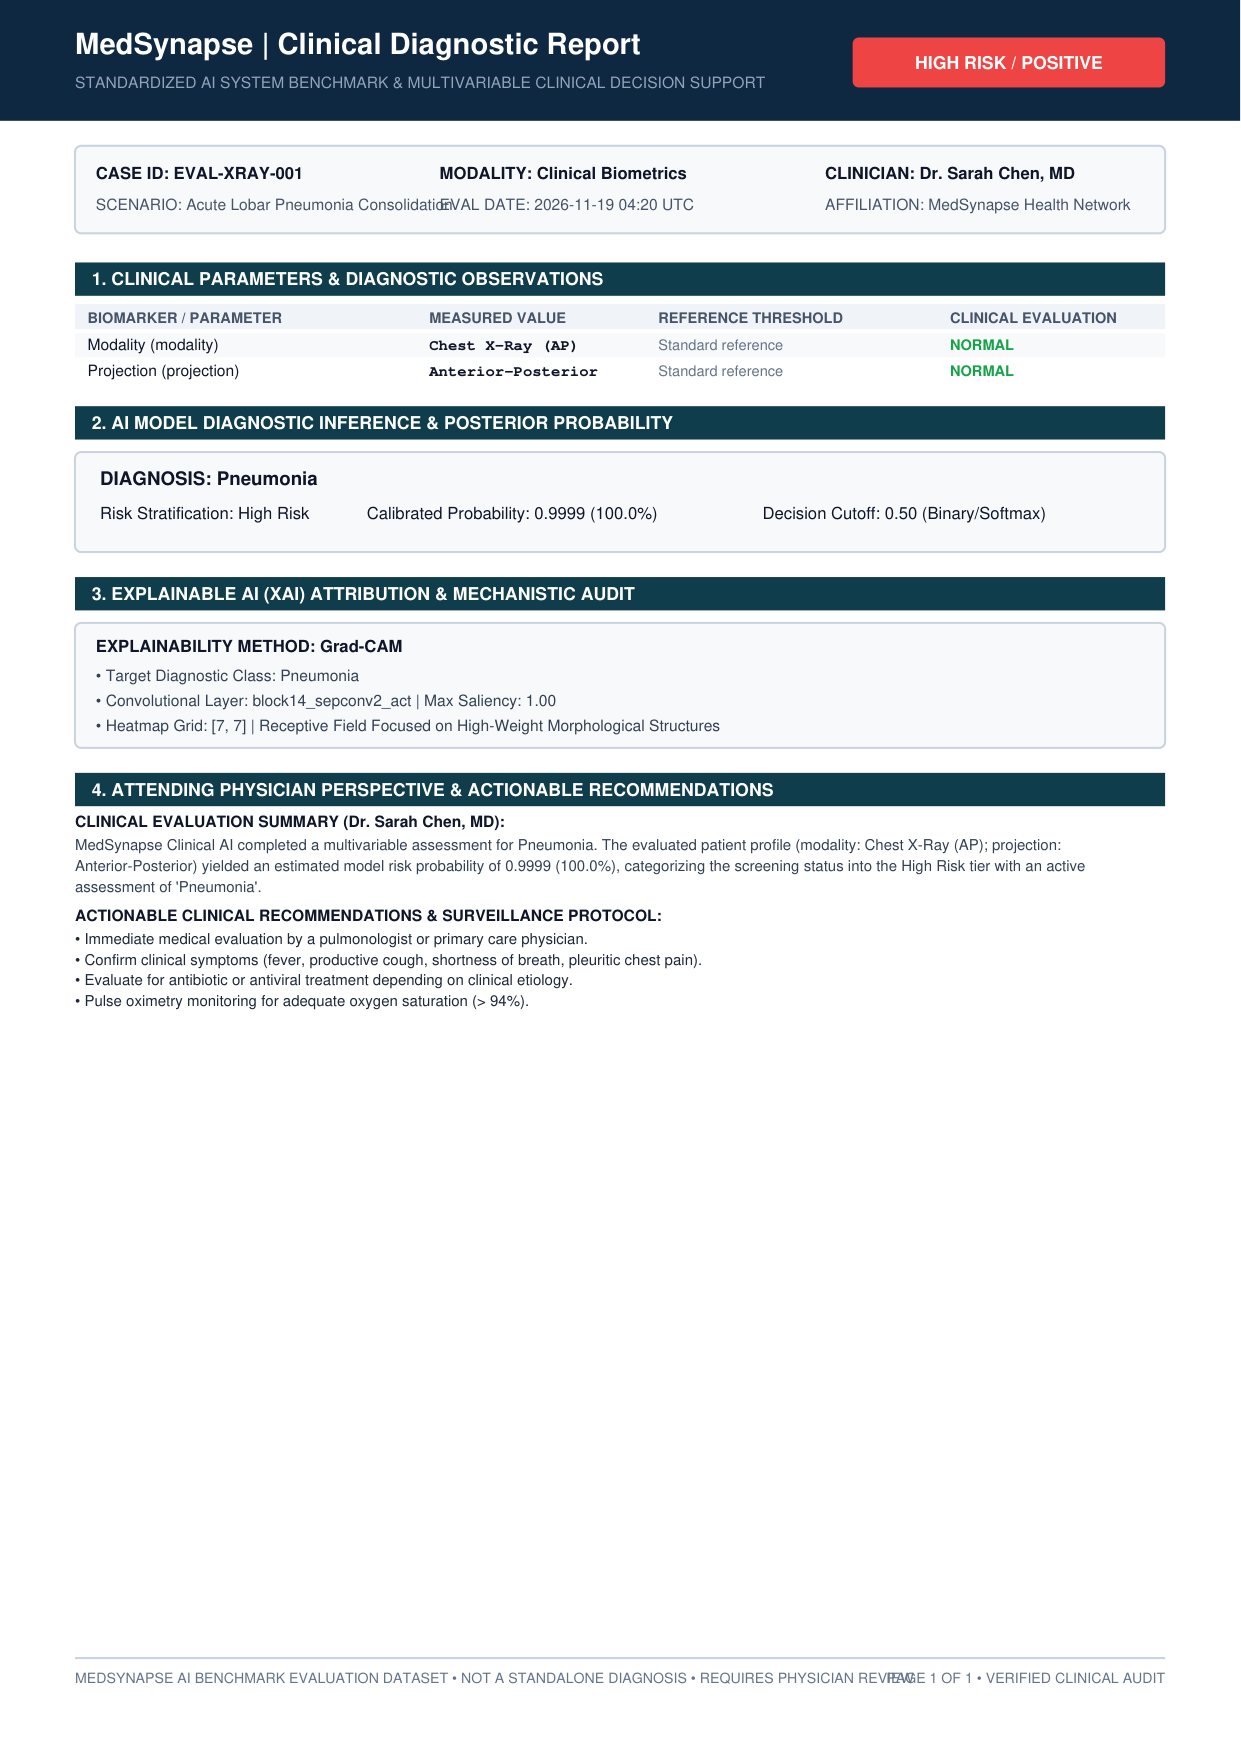 MedSynapse | Clinical Diagnostic Report
STANDARDIZED AI SYSTEM BENCHMARK & MULTIVARIABLE CLINICAL DECISION SUPPORT
HIGH RISK / POSITIVE
CASE ID: EVAL-XRAY-001
MODALITY: Clinical Biometrics
CLINICIAN: Dr. Sarah Chen, MD
SCENARIO: Acute Lobar Pneumonia Consolidation
EVAL DATE: 2026-11-19 04:20 UTC
AFFILIATION: MedSynapse Health Network
1. CLINICAL PARAMETERS & DIAGNOSTIC OBSERVATIONS
BIOMARKER / PARAMETER MEASURED VALUE REFERENCE THRESHOLD CLINICAL EVALUATION
Modality (modality) Chest X-Ray (AP) Standard reference NORMAL
Projection (projection) Anterior-Posterior Standard reference NORMAL
2. AI MODEL DIAGNOSTIC INFERENCE & POSTERIOR PROBABILITY
DIAGNOSIS: Pneumonia
Risk Stratification: High Risk Calibrated Probability: 0.9999 (100.0%) Decision Cutoff: 0.50 (Binary/Softmax)
3. EXPLAINABLE AI (XAI) ATTRIBUTION & MECHANISTIC AUDIT
EXPLAINABILITY METHOD: Grad-CAM
• Target Diagnostic Class: Pneumonia
• Convolutional Layer: block14_sepconv2_act | Max Saliency: 1.00
• Heatmap Grid: [7, 7] | Receptive Field Focused on High-Weight Morphological Structures
4. ATTENDING PHYSICIAN PERSPECTIVE & ACTIONABLE RECOMMENDATIONS
CLINICAL EVALUATION SUMMARY (Dr. Sarah Chen, MD):
MedSynapse Clinical AI completed a multivariable assessment for Pneumonia. The evaluated patient profile (modality: Chest X-Ray (AP); projection:
Anterior-Posterior) yielded an estimated model risk probability of 0.9999 (100.0%), categorizing the screening status into the High Risk tier with an active
assessment of 'Pneumonia'.
ACTIONABLE CLINICAL RECOMMENDATIONS & SURVEILLANCE PROTOCOL:
• Immediate medical evaluation by a pulmonologist or primary care physician.
• Confirm clinical symptoms (fever, productive cough, shortness of breath, pleuritic chest pain).
• Evaluate for antibiotic or antiviral treatment depending on clinical etiology.
• Pulse oximetry monitoring for adequate oxygen saturation (> 94%).
MEDSYNAPSE AI BENCHMARK EVALUATION DATASET • NOT A STANDALONE DIAGNOSIS • REQUIRES PHYSICIAN REVIEW
PAGE 1 OF 1 • VERIFIED CLINICAL AUDIT